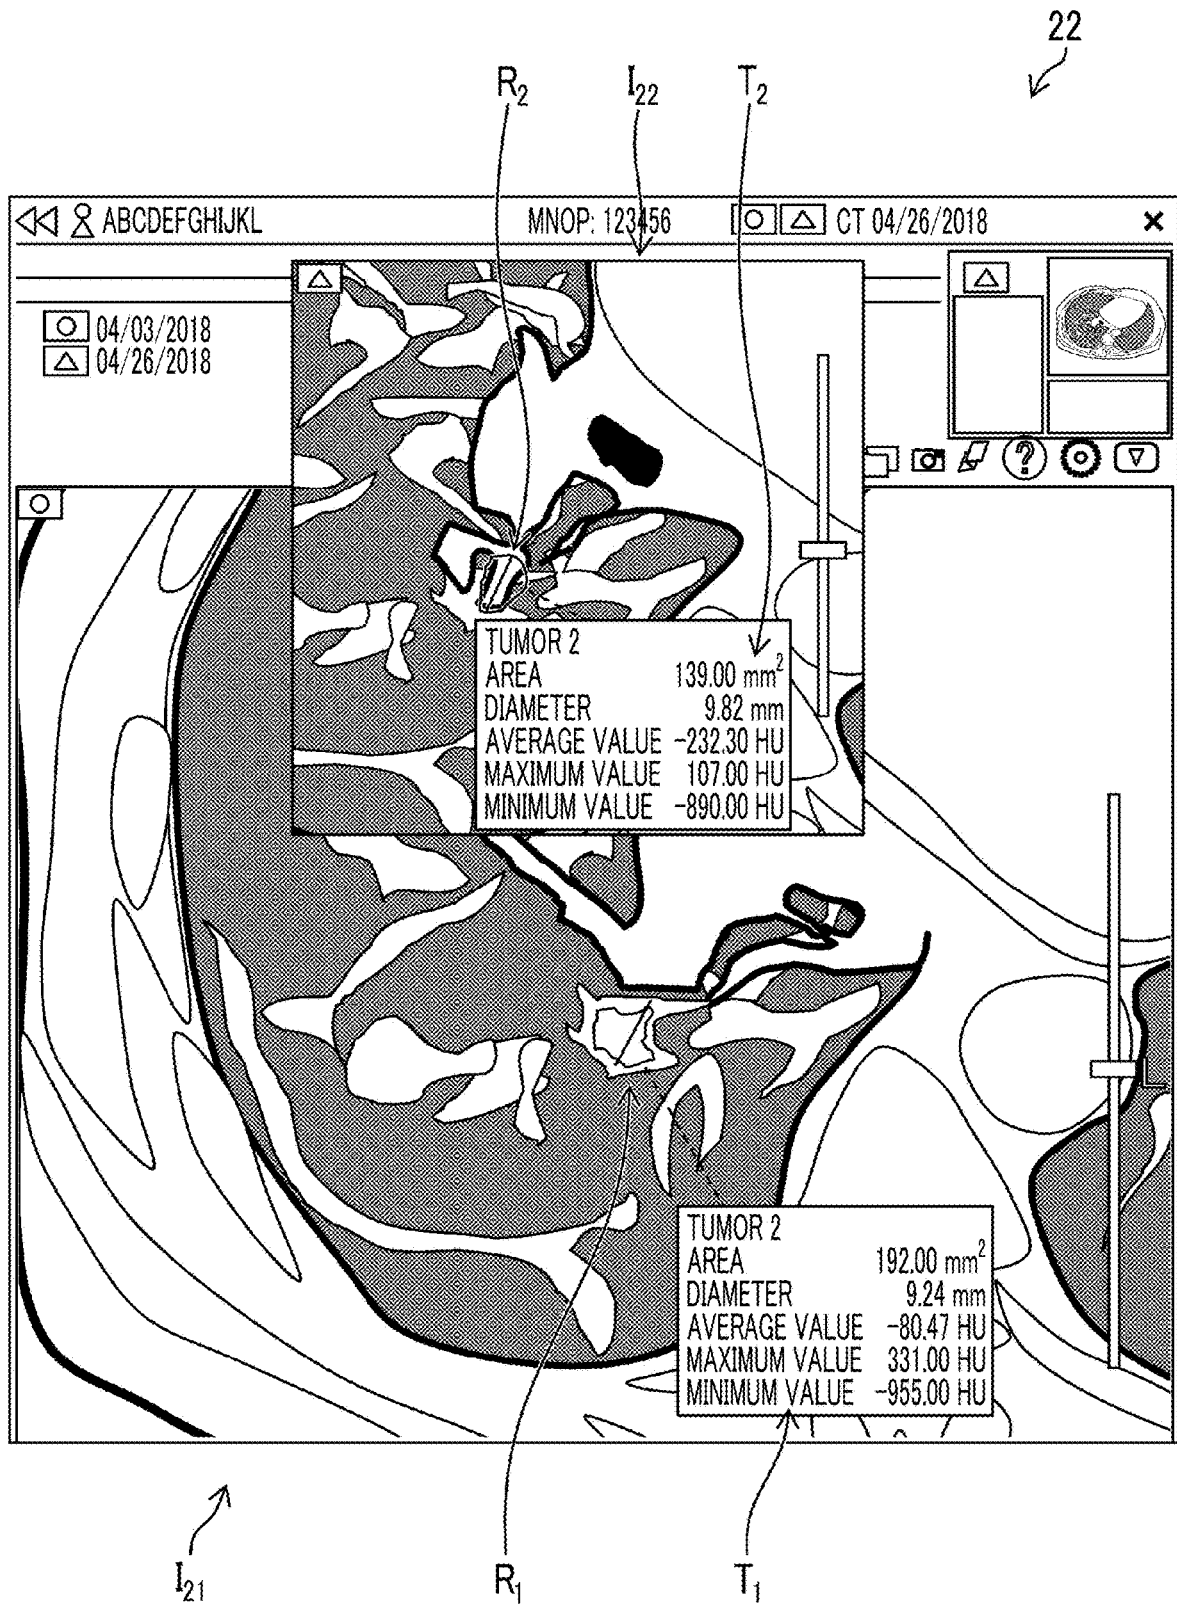 22
R2 I22 T2
ABCDEFGHIJKL MNOP: 123456 CT 04/26/2018 ×
04/03/2018
04/26/2018
?
TUMOR 2
AREA 139.00 mm²
DIAMETER 9.82 mm
AVERAGE VALUE -232.30 HU
MAXIMUM VALUE 107.00 HU
MINIMUM VALUE -890.00 HU
TUMOR 2
AREA 192.00 mm²
DIAMETER 9.24 mm
AVERAGE VALUE -80.47 HU
MAXIMUM VALUE 331.00 HU
MINIMUM VALUE -955.00 HU
I21 R1 T1